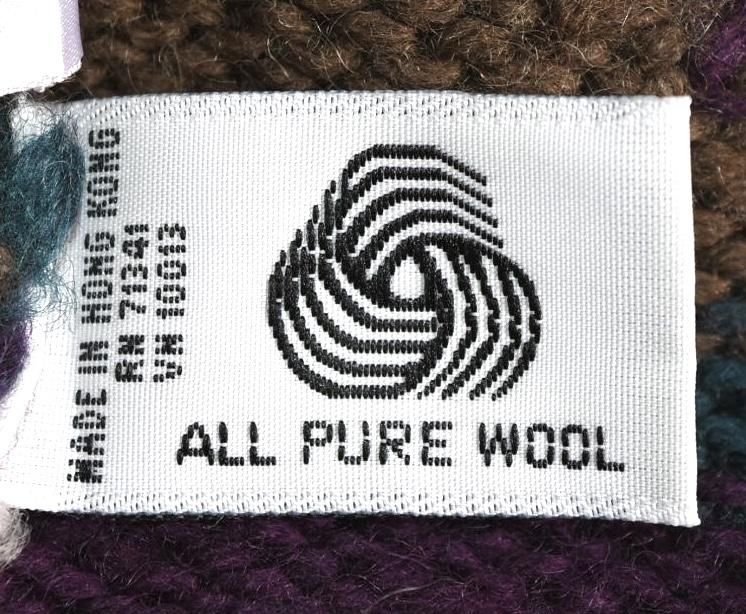 MADE IN HONG KONG
RN 71341
WN 10013
ALL PURE WOOL